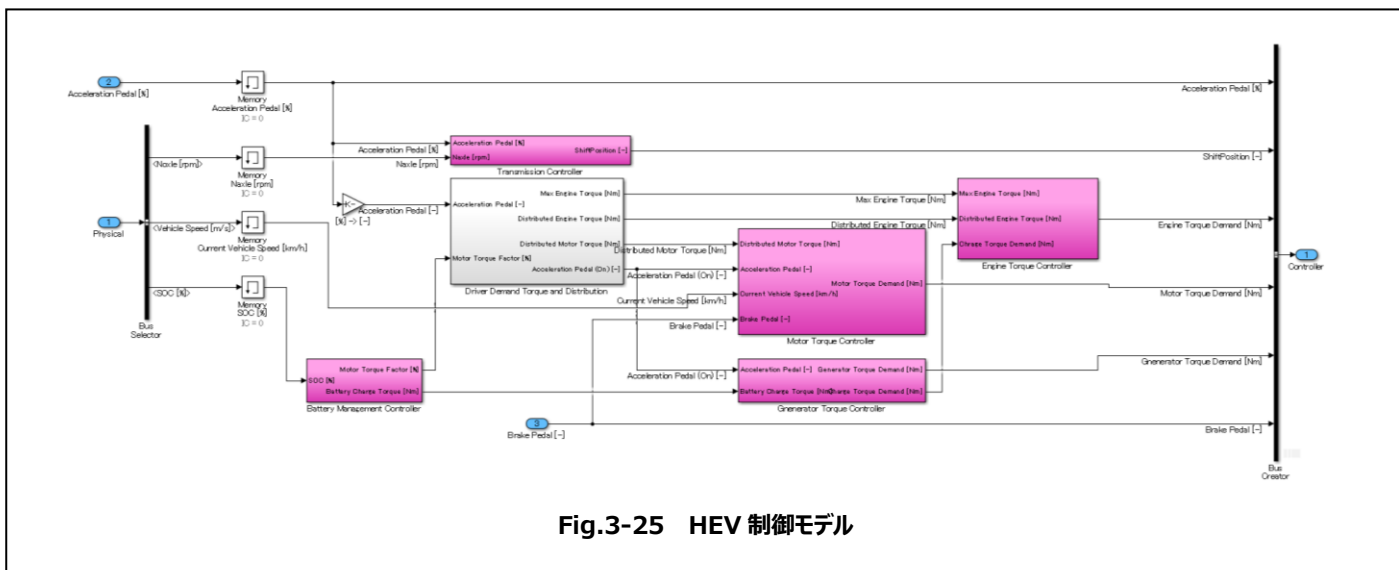 2
Acceleration Pedal [%]
Memory
Acceleration Pedal [%]
IC = 0
Acceleration Pedal [%]
<Naxle [rpm]>
Memory
Naxle [rpm]
IC = 0
Acceleration Pedal [%]
Naxle [rpm]
Acceleration Pedal [%]
Naxle [rpm]
ShiftPosition [-]
Transmission Controller
ShiftPosition [-]
1
Physical
<Vehicle Speed [m/s]>
Memory
Current Vehicle Speed [km/h]
IC = 0
-K-
[%] -> [-]
Acceleration Pedal [-]
Acceleration Pedal [-]
Motor Torque Factor [%]
Max Engine Torque [Nm]
Distributed Engine Torque [Nm]
Distributed Motor Torque [Nm]
Acceleration Pedal (On) [-]
Driver Demand Torque and Distribution
Max Engine Torque [Nm]
Distributed Engine Torque [Nm]
Max Engine Torque [Nm]
Distributed Engine Torque [Nm]
Chrage Torque Demand [Nm]
Engine Torque Controller
Engine Torque Demand [Nm]
Distributed Motor Torque [Nm]
Acceleration Pedal (On) [-]
Current Vehicle Speed [km/h]
Brake Pedal [-]
Distributed Motor Torque [Nm]
Acceleration Pedal [-]
Current Vehicle Speed [km/h]
Brake Pedal [-]
Motor Torque Demand [Nm]
Motor Torque Controller
Motor Torque Demand [Nm]
1
Controller
<SOC [%]>
Memory
SOC [%]
IC = 0
Bus
Selector
SOC [%]
Motor Torque Factor [%]
Battery Charge Torque [Nm]
Battery Management Controller
Acceleration Pedal (On) [-]
Acceleration Pedal [-]
Generator Torque Demand [Nm]
Battery Charge Torque [Nm]
Charge Torque Demand [Nm]
Gnenerator Torque Controller
Gnenerator Torque Demand [Nm]
3
Brake Pedal [-]
Brake Pedal [-]
Bus
Creator
Fig.3-25 HEV 制御モデル